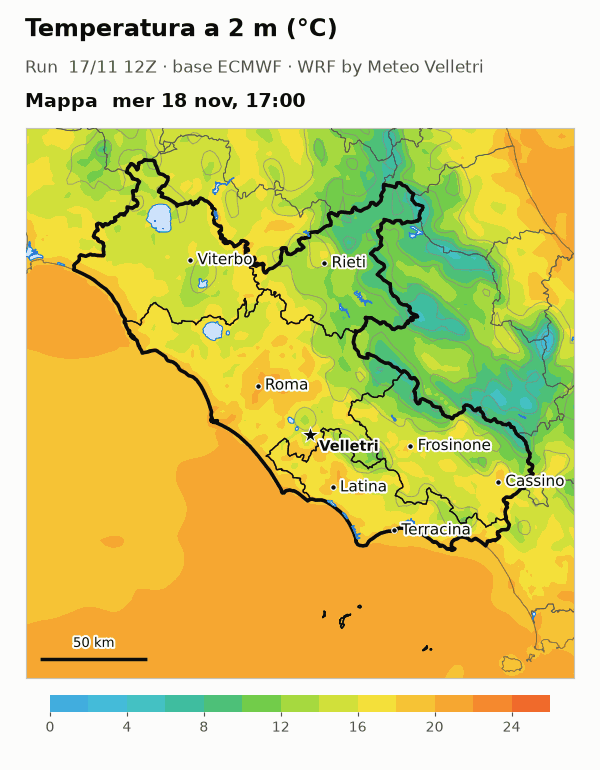 Temperatura a 2 m (°C)
Run  17/11 12Z · base ECMWF · WRF by Meteo Velletri
Mappa  mer 18 nov, 17:00
Viterbo
Rieti
Roma
Velletri
Frosinone
Cassino
Latina
Terracina
50 km
0 4 8 12 16 20 24